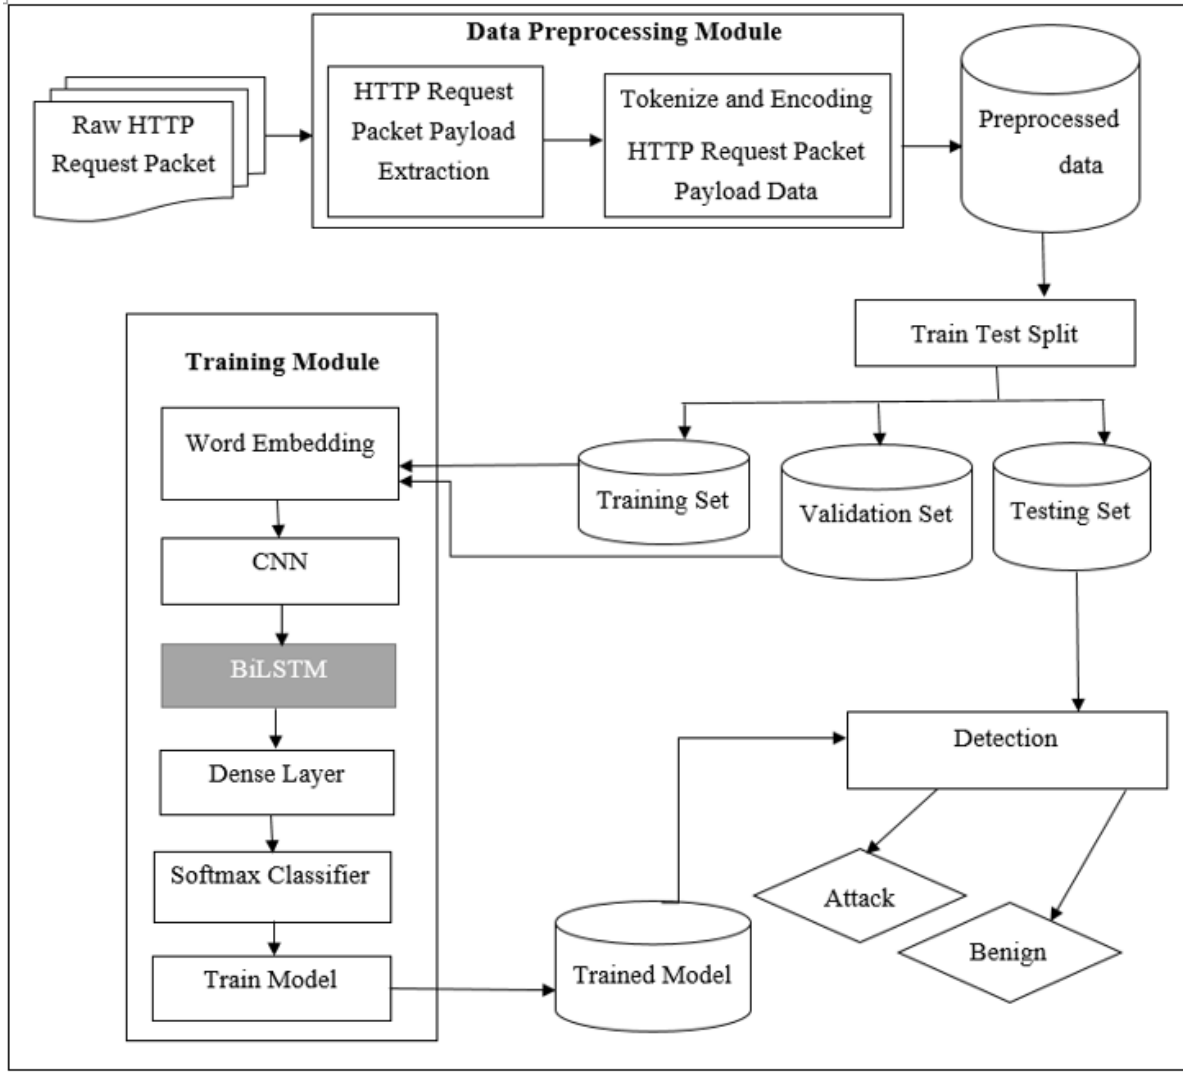 Data Preprocessing Module
Raw HTTP
Request Packet
HTTP Request
Packet Payload
Extraction
Tokenize and Encoding
HTTP Request Packet
Payload Data
Preprocessed
data
Train Test Split
Training Set
Validation Set
Testing Set
Training Module
Word Embedding
CNN
BiLSTM
Dense Layer
Softmax Classifier
Train Model
Trained Model
Detection
Attack
Benign